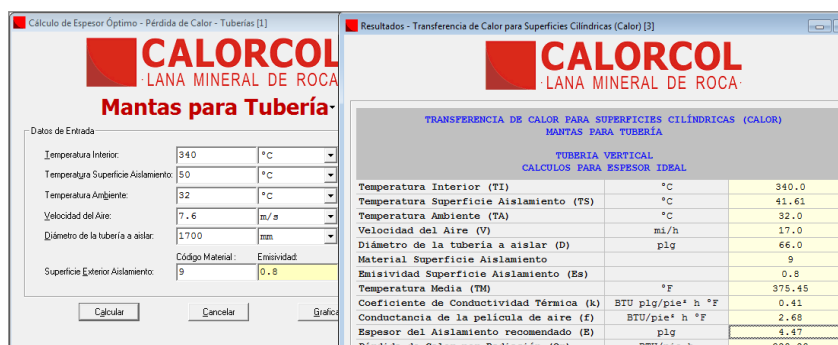 Cálculo de Espesor Óptimo - Pérdida de Calor - Tuberías [1]
CALORCOL
·LANA MINERAL DE ROCA
Mantas para Tubería·
Datos de Entrada
Temperatura Interior: 340 °C
Temperatura Superficie Aislamiento: 50 °C
Temperatura Ambiente: 32 °C
Velocidad del Aire: 7.6 m/s
Diámetro de la tubería a aislar: 1700 mm
Código Material: Emisividad:
Superficie Exterior Aislamiento: 9 0.8
Calcular Cancelar Grafica
Resultados - Transferencia de Calor para Superficies Cilíndricas (Calor) [3]
CALORCOL
·LANA MINERAL DE ROCA·
TRANSFERENCIA DE CALOR PARA SUPERFICIES CILÍNDRICAS (CALOR)
MANTAS PARA TUBERÍA
TUBERIA VERTICAL
CALCULOS PARA ESPESOR IDEAL
Temperatura Interior (TI) °C 340.0
Temperatura Superficie Aislamiento (TS) °C 41.61
Temperatura Ambiente (TA) °C 32.0
Velocidad del Aire (V) mi/h 17.0
Diámetro de la tubería a aislar (D) plg 66.0
Material Superficie Aislamiento 9
Emisividad Superficie Aislamiento (Es) 0.8
Temperatura Media (TM) °F 375.45
Coeficiente de Conductividad Térmica (k) BTU plg/pie² h °F 0.41
Conductancia de la película de aire (f) BTU/pie² h °F 2.68
Espesor del Aislamiento recomendado (E) plg 4.47